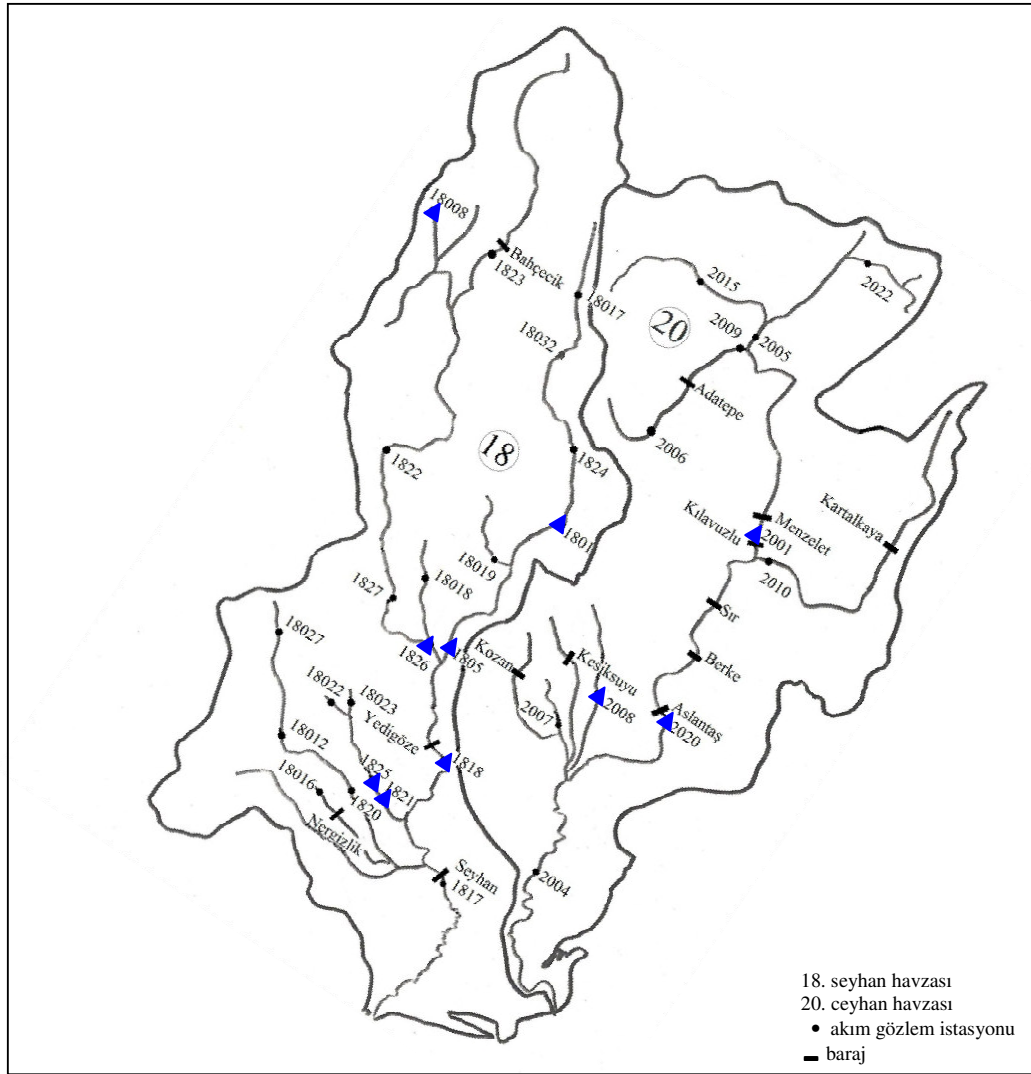 18008
Bahçecik
1823
18017
2015
2022
20
2009
2005
18032
Adatepe
2006
1822
18
1824
Kartalkaya
Menzelet
Kılavuzlu
2001
1801
2010
18019
18018
1827
Sır
18027
1826
1805
Kozan
Kesiksuyu
Berke
18022
18023
2008
Aslantaş
2007
2020
Yedigöze
18012
1818
1825
1821
18016
1820
Nergizlik
Seyhan
1817
2004
18. seyhan havzası
20. ceyhan havzası
akım gözlem istasyonu
baraj